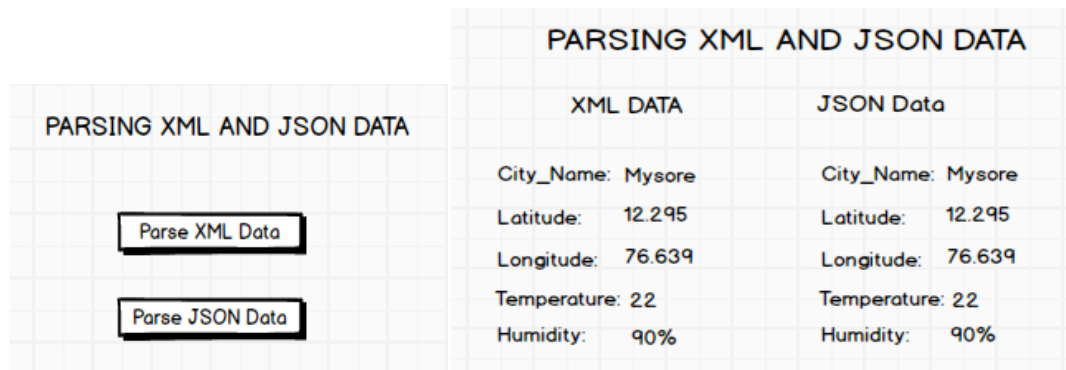 PARSING XML AND JSON DATA
Parse XML Data
Parse JSON Data
PARSING XML AND JSON DATA
XML DATA JSON Data
City_Name: Mysore City_Name: Mysore
Latitude: 12.295 Latitude: 12.295
Longitude: 76.639 Longitude: 76.639
Temperature: 22 Temperature: 22
Humidity: 90% Humidity: 90%